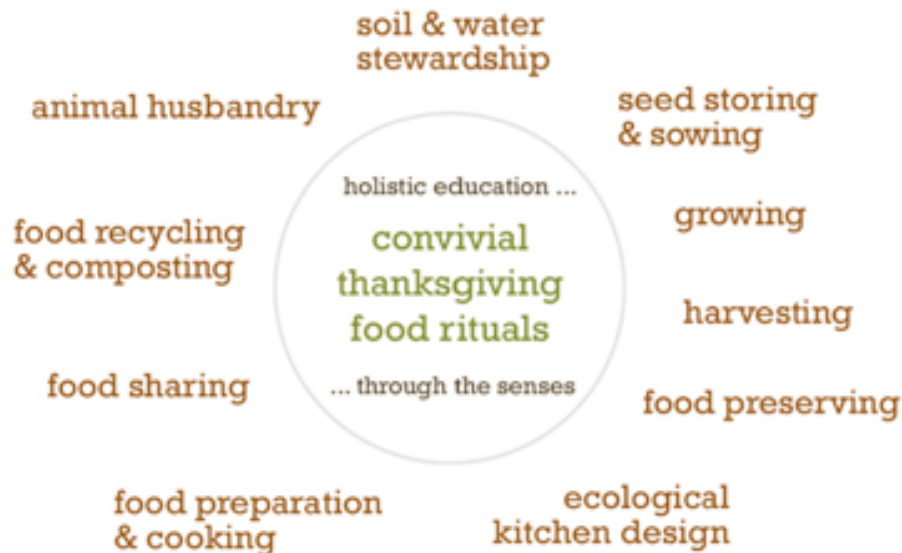 soil & water
stewardship
animal husbandry
seed storing
& sowing
holistic education ...
growing
convivial
thanksgiving
food rituals
food recycling
& composting
harvesting
... through the senses
food sharing
food preserving
food preparation
& cooking
ecological
kitchen design